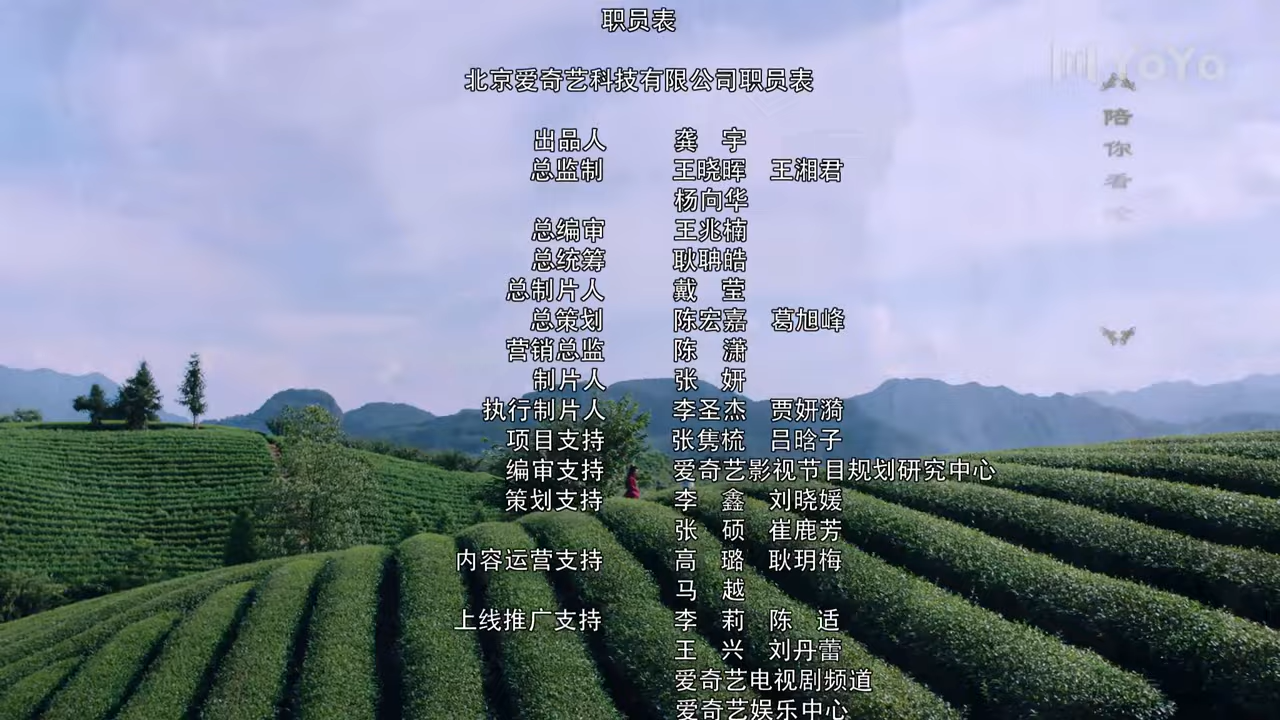 职员表
北京爱奇艺科技有限公司职员表
出品人 龚 宇
总监制 王晓晖 王湘君
杨向华
总编审 王兆楠
总统筹 耿聃皓
总制片人 戴 莹
总策划 陈宏嘉 葛旭峰
营销总监 陈 潇
制片人 张 妍
执行制片人 李圣杰 贾妍漪
项目支持 张隽梳 吕晗子
编审支持 爱奇艺影视节目规划研究中心
策划支持 李 鑫 刘晓媛
张 硕 崔鹿芳
内容运营支持 高 璐 耿玥梅
马 越
上线推广支持 李 莉 陈 适
王 兴 刘丹蕾
爱奇艺电视剧频道
爱奇艺娱乐中心
YoYa
陪你看